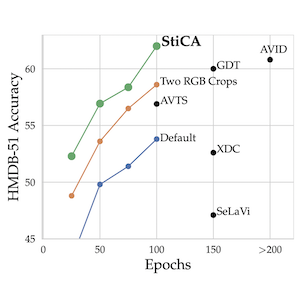 StiCA
AVID
GDT
60
Two RGB Crops
AVTS
55
Default
XDC
50
SeLaVi
45
0
50
100
150
>200
Epochs
HMDB-51 Accuracy